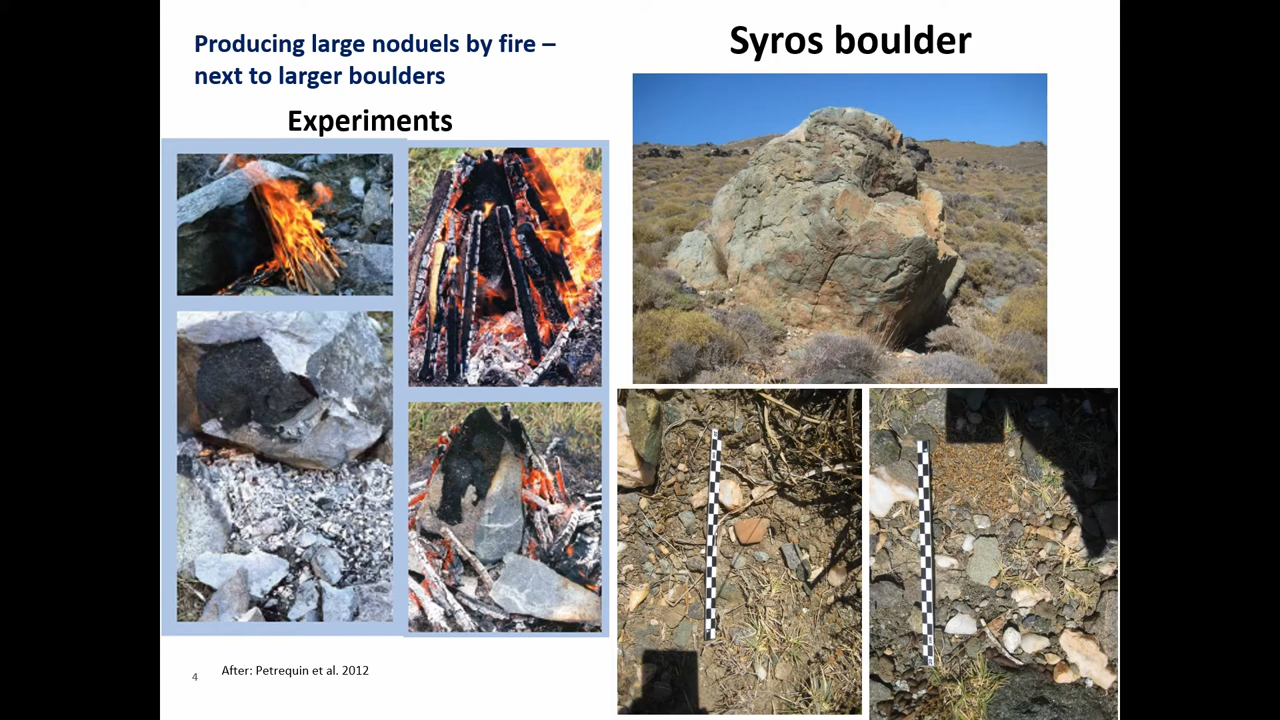 Producing large noduels by fire –
next to larger boulders
Experiments
Syros boulder
After: Petrequin et al. 2012
4